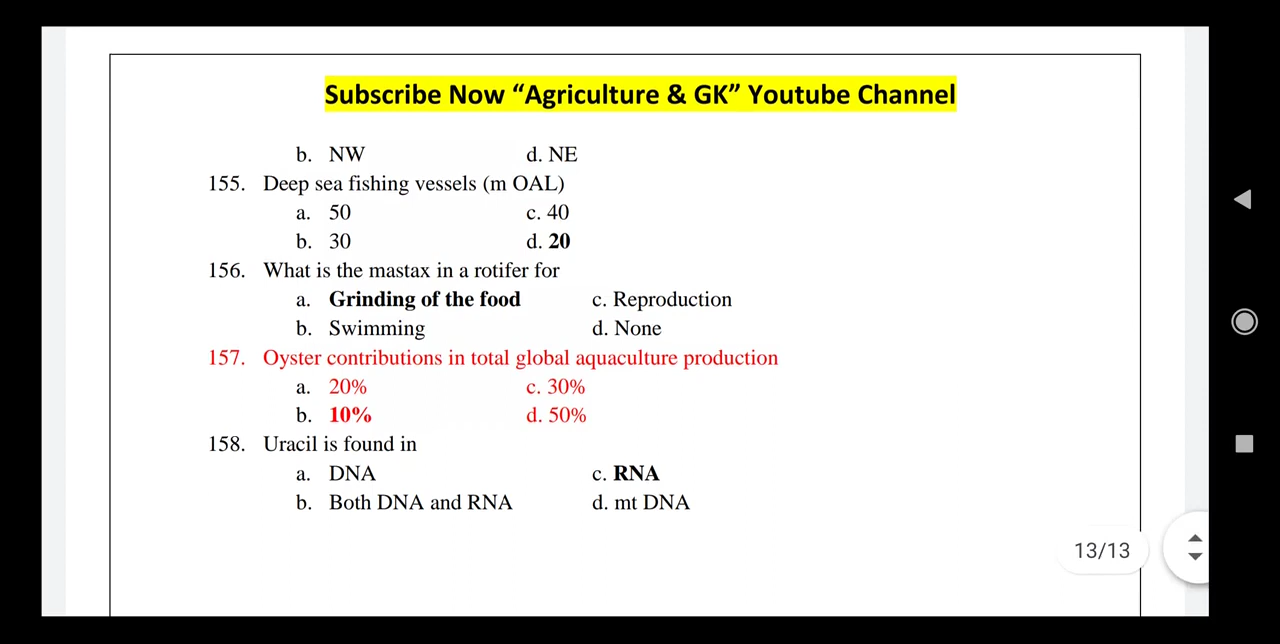 Subscribe Now “Agriculture & GK” Youtube Channel
b. NW d. NE
155. Deep sea fishing vessels (m OAL)
a. 50 c. 40
b. 30 d. 20
156. What is the mastax in a rotifer for
a. Grinding of the food c. Reproduction
b. Swimming d. None
157. Oyster contributions in total global aquaculture production
a. 20% c. 30%
b. 10% d. 50%
158. Uracil is found in
a. DNA c. RNA
b. Both DNA and RNA d. mt DNA
13/13